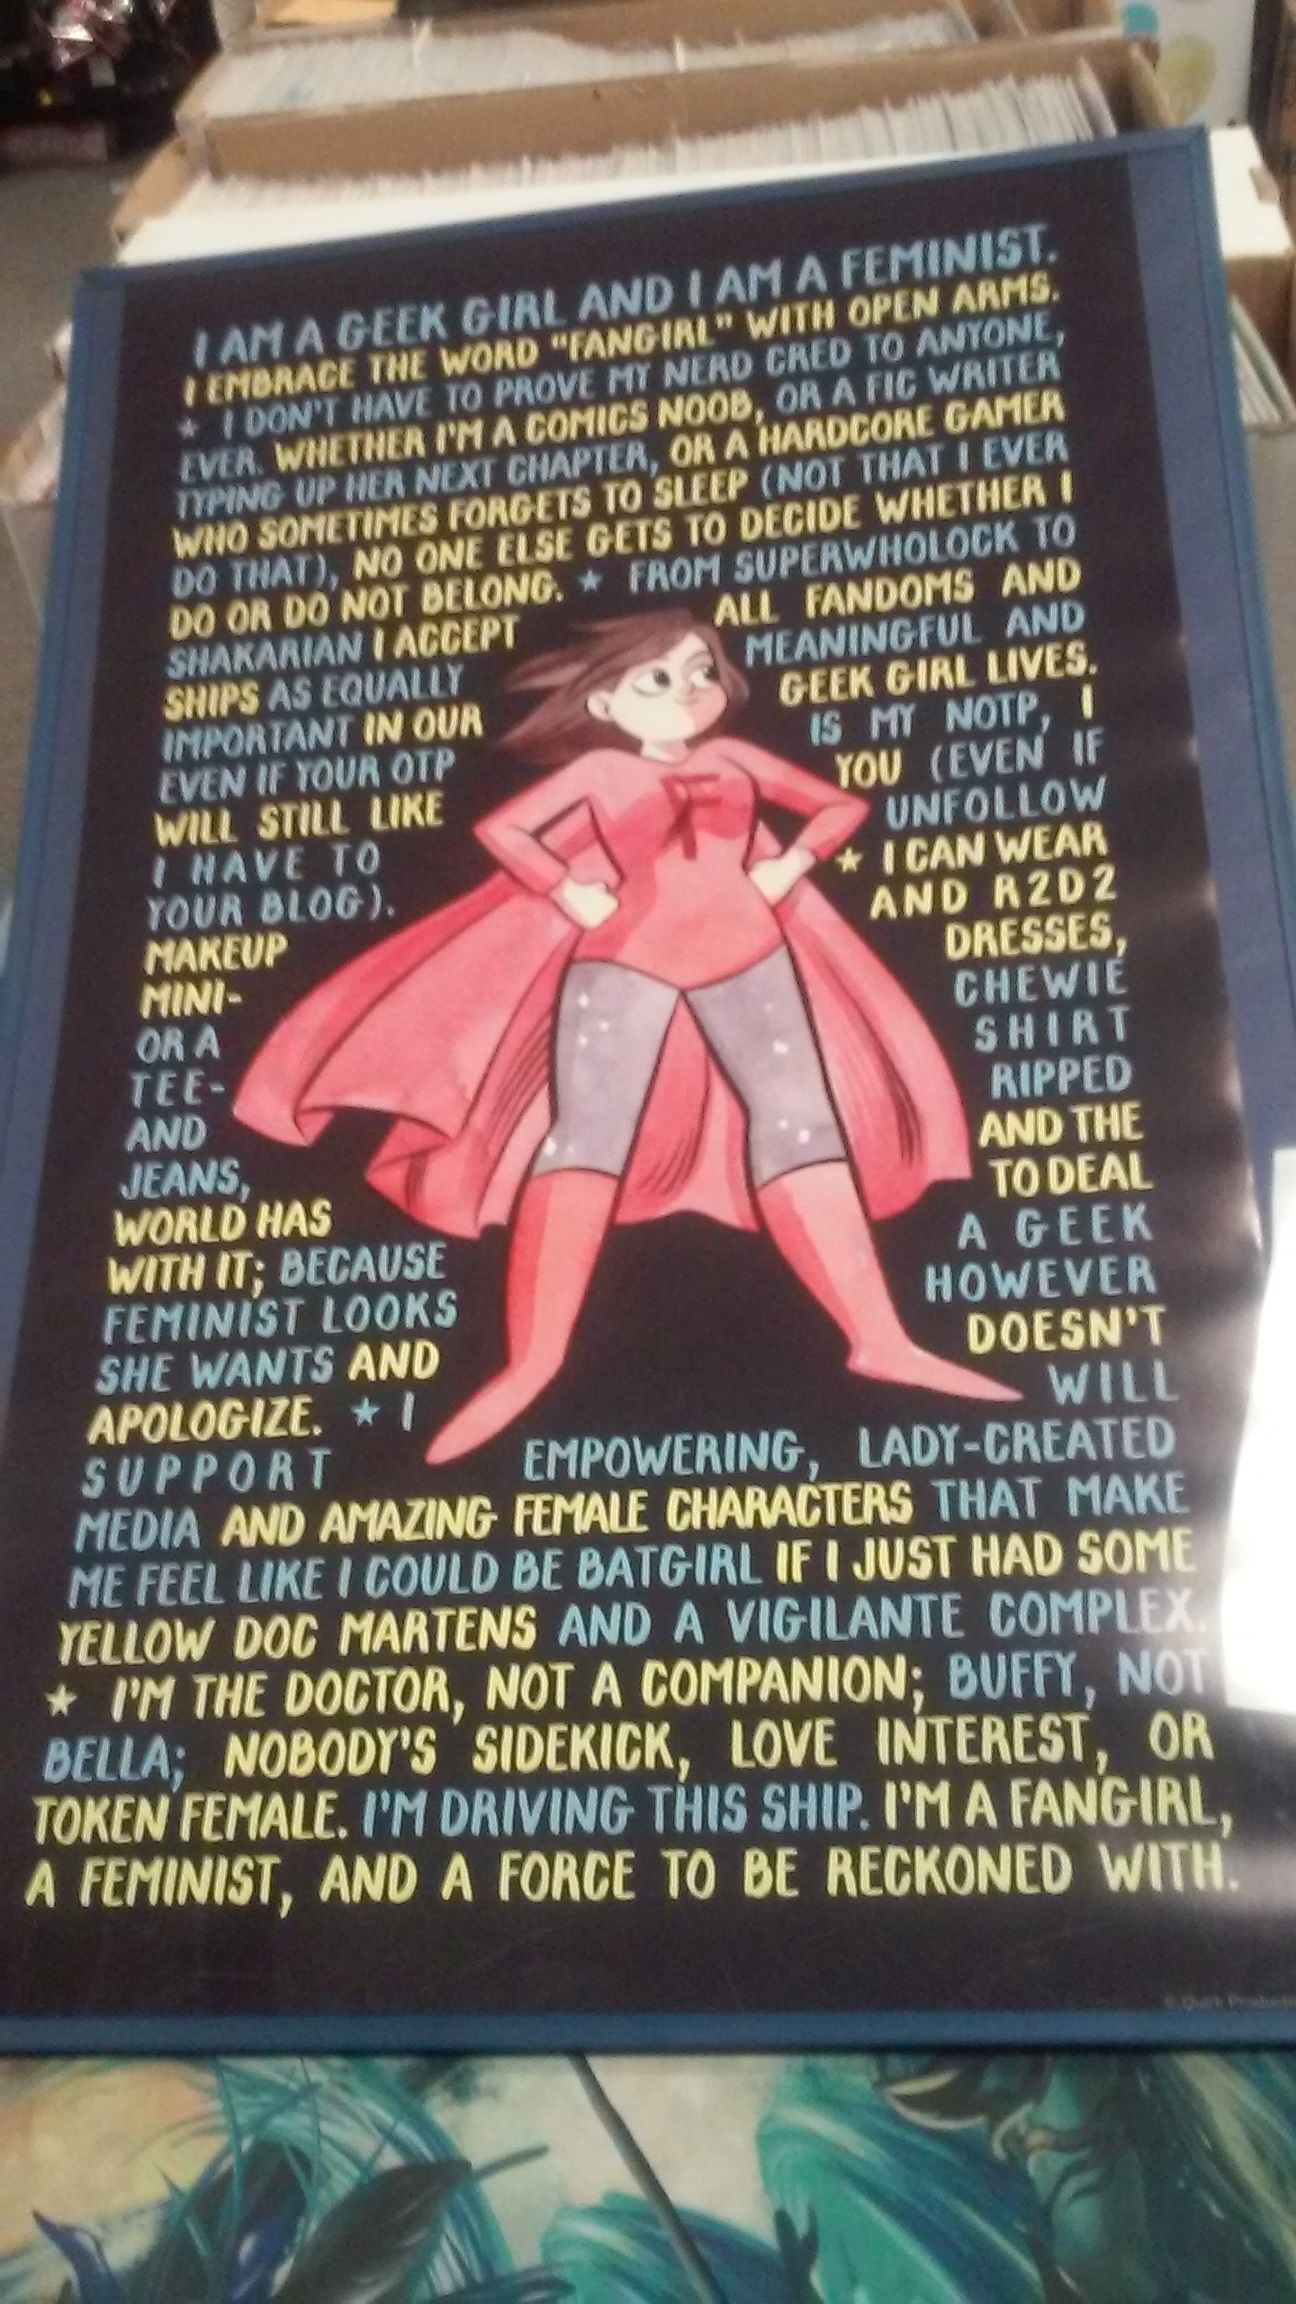 I AM A GEEK GIRL AND I AM A FEMINIST.
I EMBRACE THE WORD "FANGIRL" WITH OPEN ARMS.
★ I DON'T HAVE TO PROVE MY NERD CRED TO ANYONE,
EVER. WHETHER I'M A COMICS NOOB, OR A FIC WRITER
TYPING UP HER NEXT CHAPTER, OR A HARDCORE GAMER
WHO SOMETIMES FORGETS TO SLEEP (NOT THAT I EVER
DO THAT), NO ONE ELSE GETS TO DECIDE WHETHER I
DO OR DO NOT BELONG. ★ FROM SUPERWHOLOCK TO
SHAKARIAN I ACCEPT ALL FANDOMS AND
SHIPS AS EQUALLY MEANINGFUL AND
IMPORTANT IN OUR GEEK GIRL LIVES.
EVEN IF YOUR OTP IS MY NOTP, I
WILL STILL LIKE YOU (EVEN IF
I HAVE TO UNFOLLOW
YOUR BLOG). ★ I CAN WEAR
MAKEUP AND R2D2
MINI- DRESSES,
OR A CHEWIE
TEE- SHIRT
AND RIPPED
JEANS, AND THE
WORLD HAS TO DEAL
WITH IT; BECAUSE A GEEK
FEMINIST LOOKS HOWEVER
SHE WANTS AND DOESN'T
APOLOGIZE. ★ I WILL
SUPPORT EMPOWERING, LADY-CREATED
MEDIA AND AMAZING FEMALE CHARACTERS THAT MAKE
ME FEEL LIKE I COULD BE BATGIRL IF I JUST HAD SOME
YELLOW DOC MARTENS AND A VIGILANTE COMPLEX.
★ I'M THE DOCTOR, NOT A COMPANION; BUFFY, NOT
BELLA; NOBODY'S SIDEKICK, LOVE INTEREST, OR
TOKEN FEMALE. I'M DRIVING THIS SHIP. I'M A FANGIRL,
A FEMINIST, AND A FORCE TO BE RECKONED WITH.
F
© Quirk